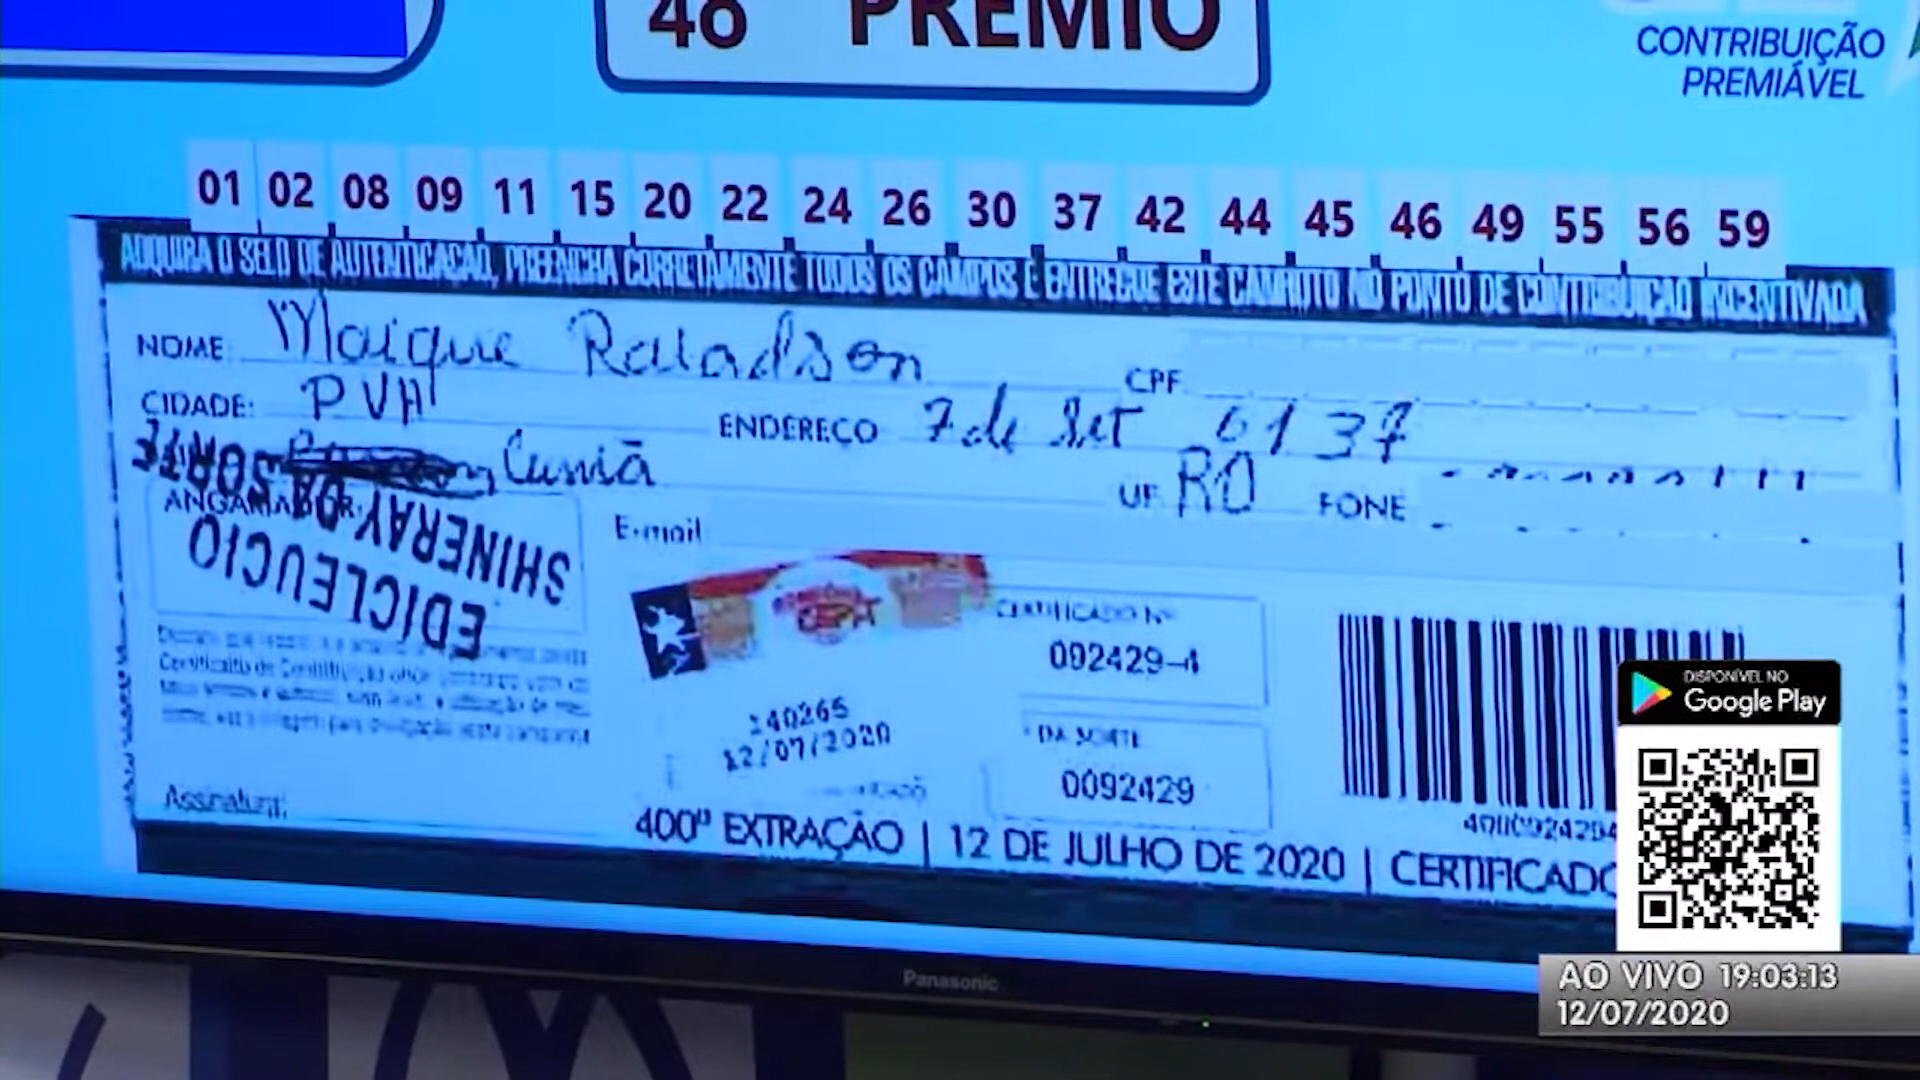 PRÊMIO
CONTRIBUIÇÃO
PREMIÁVEL
01 02 08 09 11 15 20 22 24 26 30 37 42 44 45 46 49 55 56 59
ADQUIRA O SELO DE AUTENTICAÇÃO, PREENCHA CORRETAMENTE TODOS OS CAMPOS E ENTREGUE ESTE CANHOTO NO PONTO DE CONTRIBUIÇÃO INCENTIVADA
NOME: Maique Raiadson CPF
CIDADE: PVH ENDEREÇO 7 de Set 6137
Cuniã UF RO FONE
ANGARIADOR:
SHINERAY DA SORTE
EDICLEUCIO
E-mail
CERTIFICADO Nº
092429-4
140265
12/07/2020
DA SORTE
0092429
Assinatura:
400ª EXTRAÇÃO | 12 DE JULHO DE 2020 | CERTIFICADO
DISPONÍVEL NO
Google Play
Panasonic
AO VIVO 19:03:13
12/07/2020